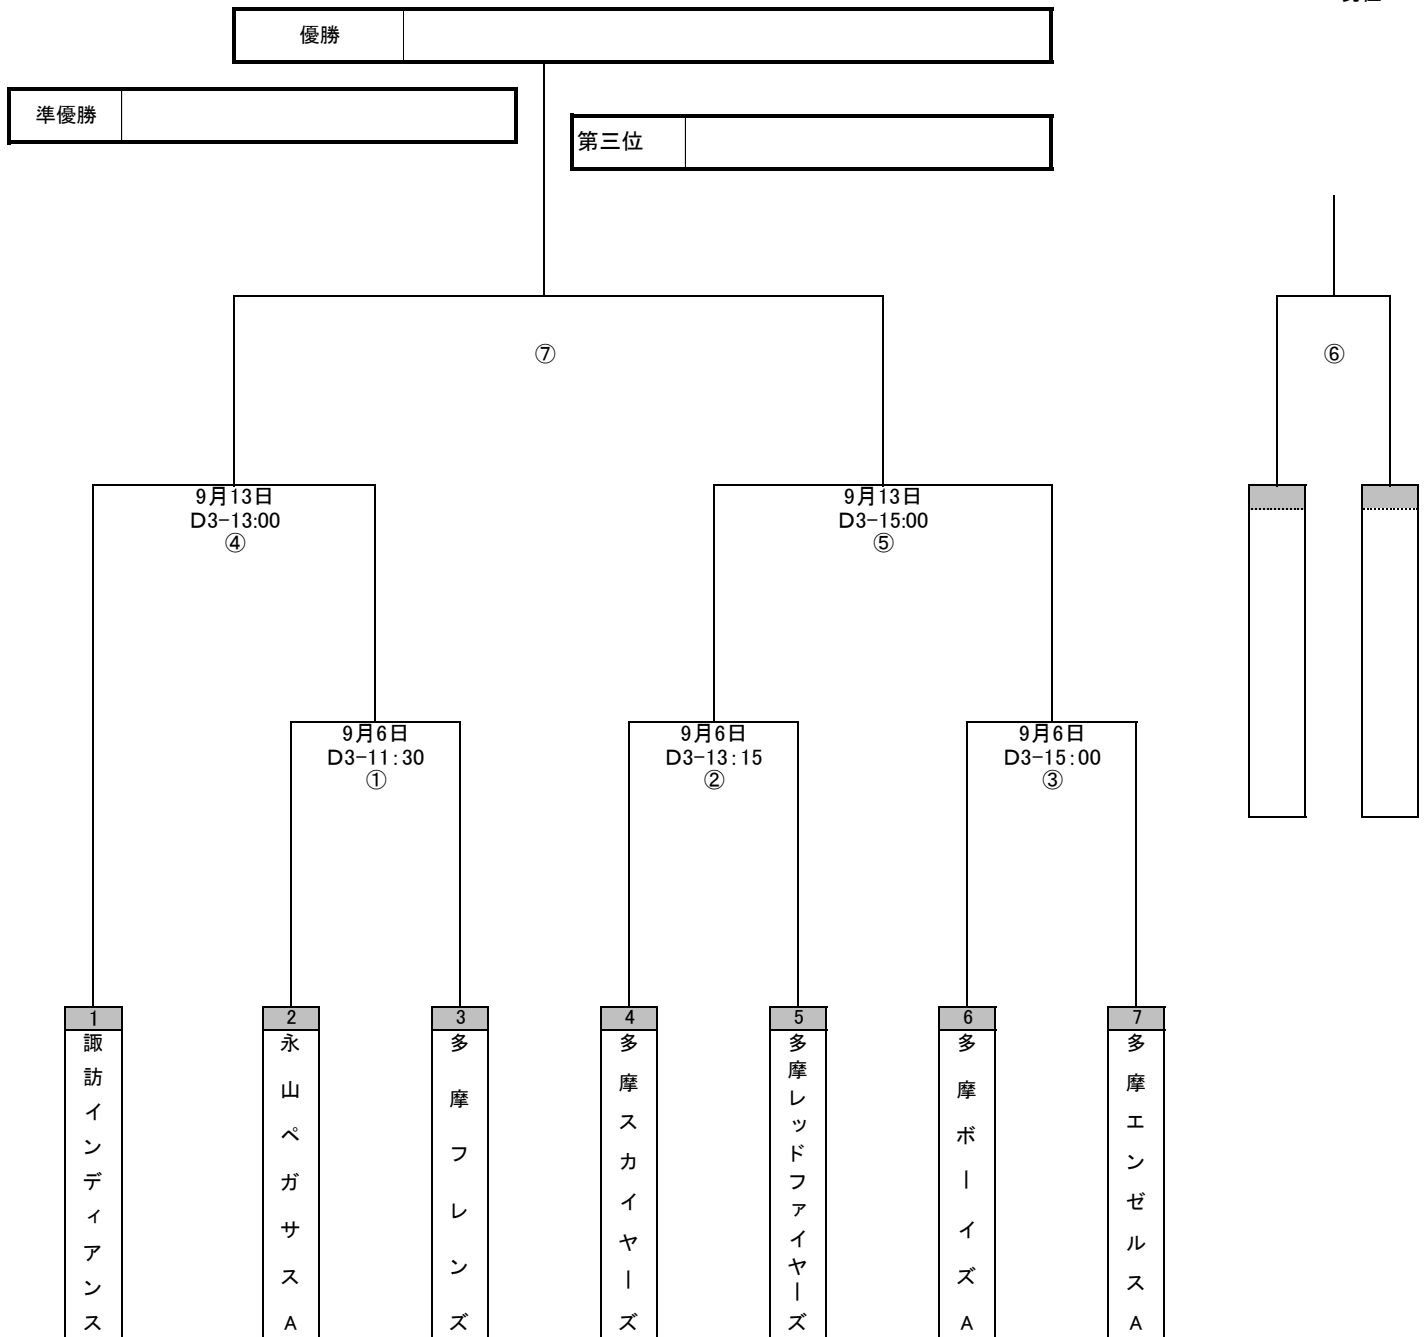 優勝
準優勝
第三位
⑦
⑥
9月13日
D3-13:00
④
9月13日
D3-15:00
⑤
9月6日
D3-11:30
①
9月6日
D3-13:15
②
9月6日
D3-15:00
③
1
諏訪インディアンス
2
永山ペガサスA
3
多摩フレンズ
4
多摩スカイヤーズ
5
多摩レッドファイヤーズ
6
多摩ボーイズA
7
多摩エンゼルスA